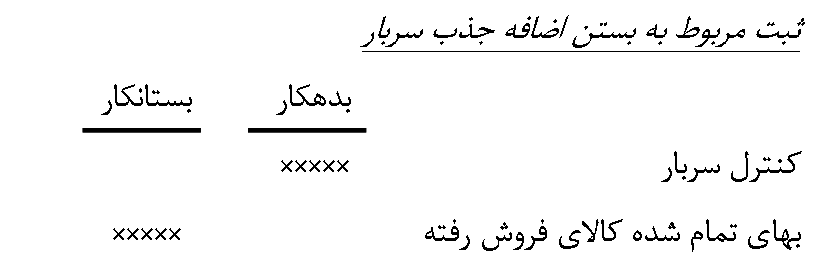 ثبت مربوط به بستن اضافه جذب سربار
بدهکار بستانکار
کنترل سربار ×××××
بهای تمام شده کالای فروش رفته ×××××